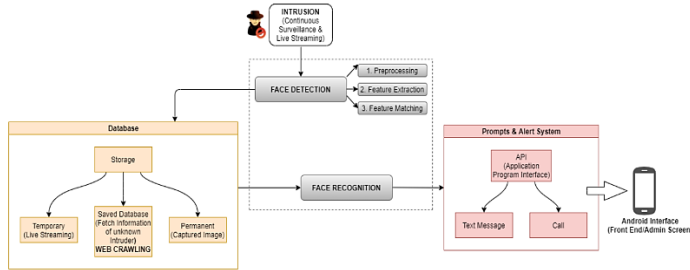 INTRUSION
(Continuous
Surveillance &
Live Streaming)
FACE DETECTION
1. Preprocessing
2. Feature Extraction
3. Feature Matching
Database
Storage
Temporary
(Live Streaming)
Saved Database
(Fetch Information
of unknown
Intruder)
WEB CRAWLING
Permanent
(Captured Image)
FACE RECOGNITION
Prompts & Alert System
API
(Application
Program Interface)
Text Message
Call
Android Interface
(Front End/Admin Screen)